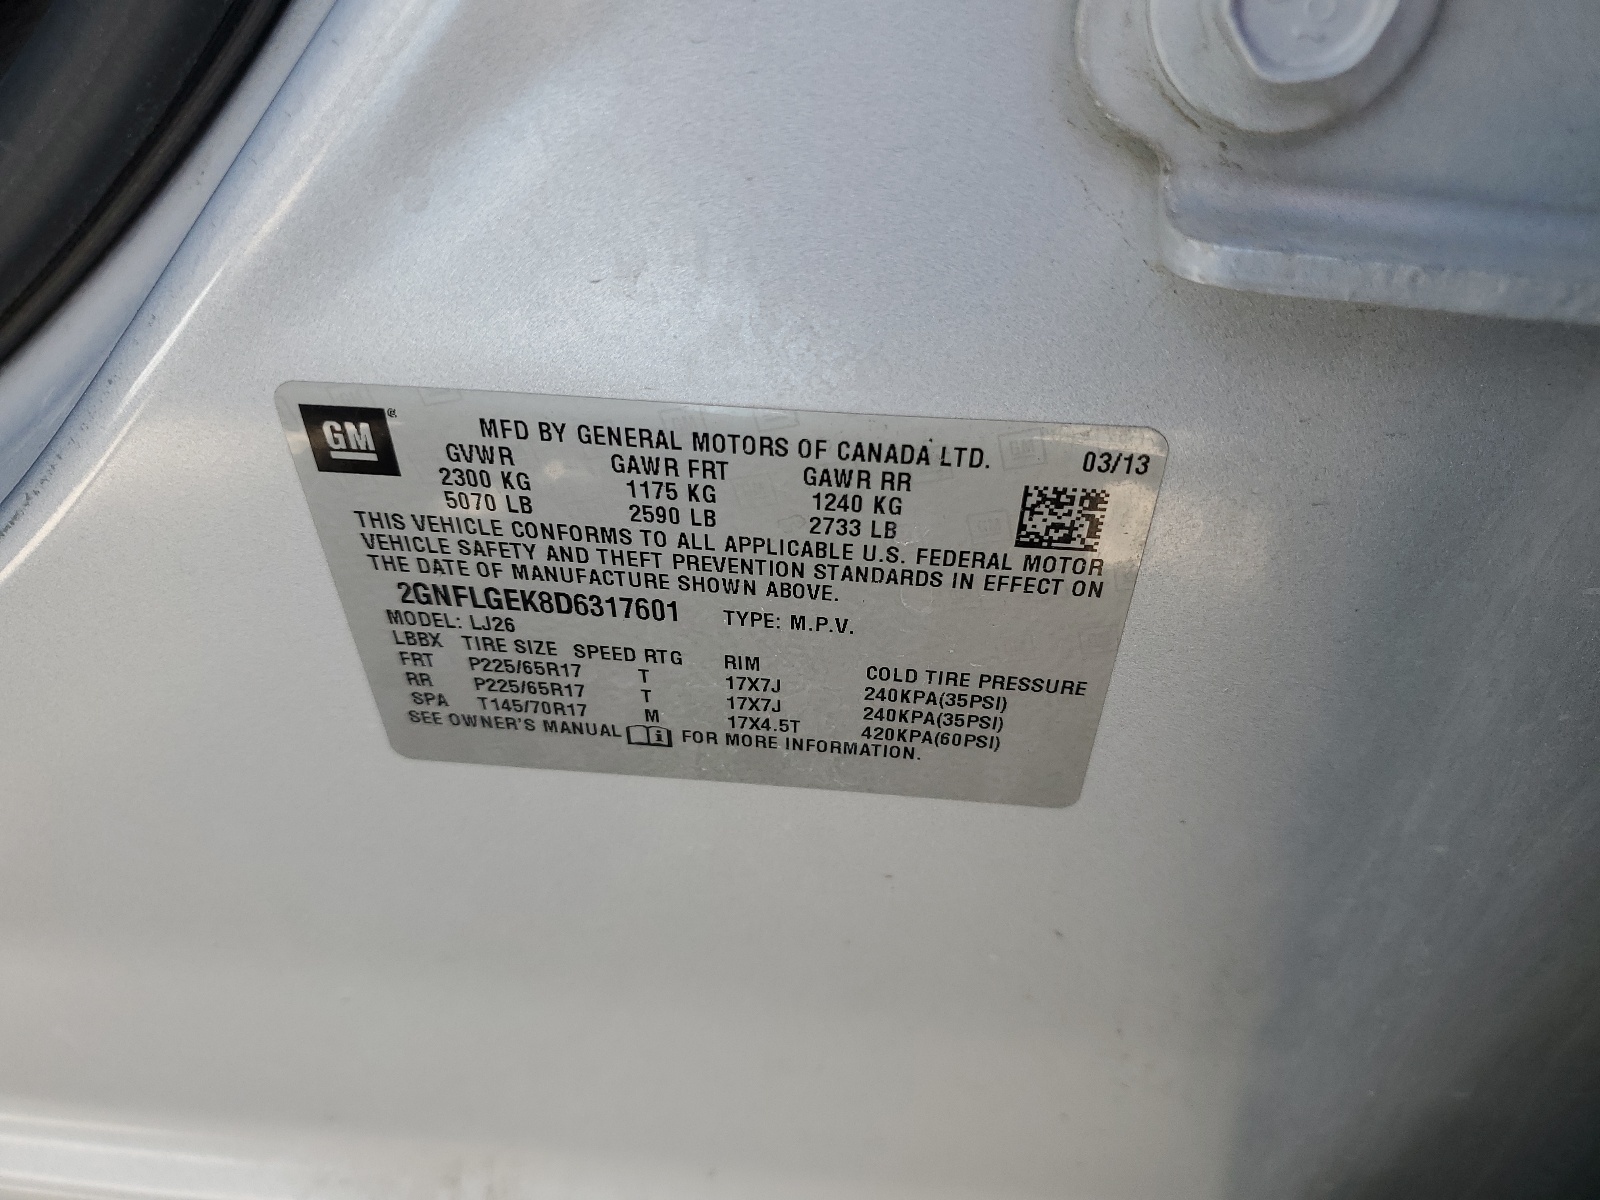 GM
MFD BY GENERAL MOTORS OF CANADA LTD. 03/13
GVWR GAWR FRT GAWR RR
2300 KG 1175 KG 1240 KG
5070 LB 2590 LB 2733 LB
THIS VEHICLE CONFORMS TO ALL APPLICABLE U.S. FEDERAL MOTOR
VEHICLE SAFETY AND THEFT PREVENTION STANDARDS IN EFFECT ON
THE DATE OF MANUFACTURE SHOWN ABOVE.
2GNFLGEK8D6317601 TYPE: M.P.V.
MODEL: LJ26
LBBX TIRE SIZE SPEED RTG RIM COLD TIRE PRESSURE
FRT P225/65R17 T 17X7J 240KPA(35PSI)
RR P225/65R17 T 17X7J 240KPA(35PSI)
SPA T145/70R17 M 17X4.5T 420KPA(60PSI)
SEE OWNER'S MANUAL FOR MORE INFORMATION.